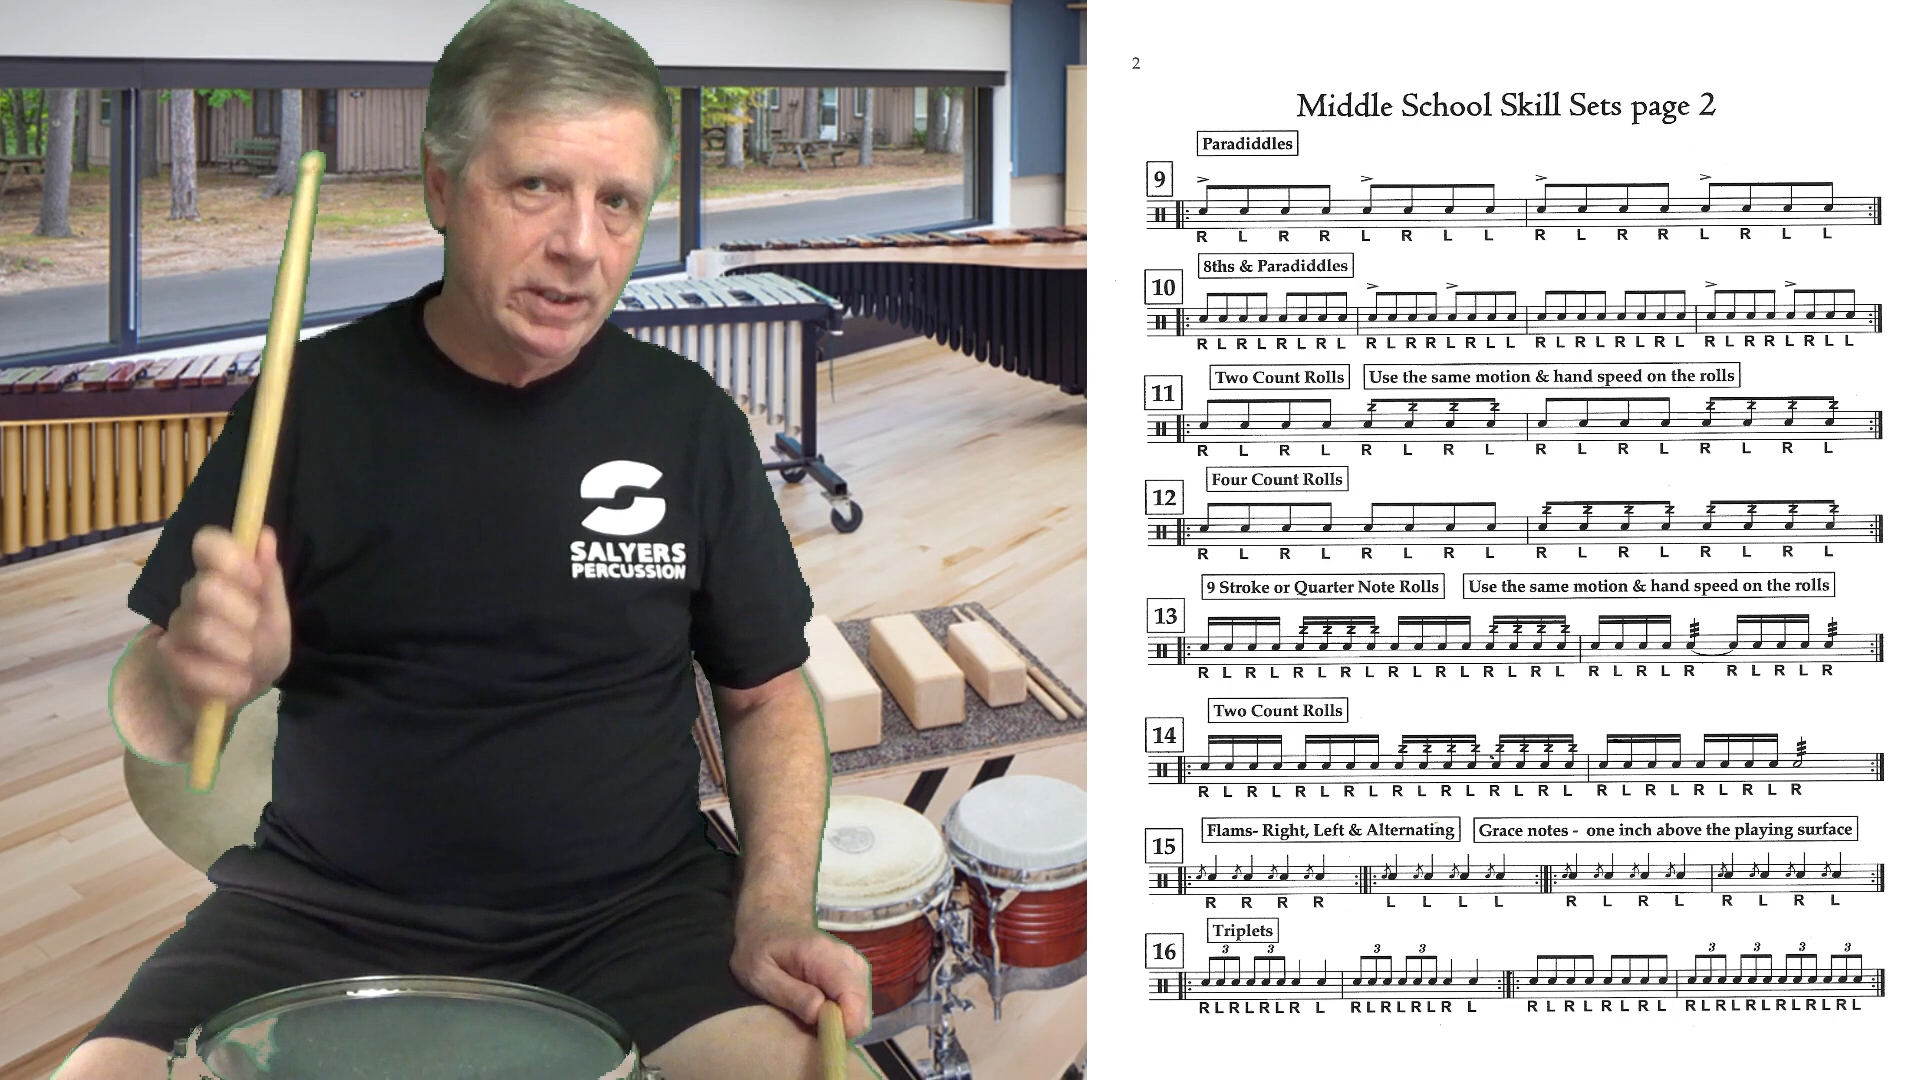 SALYERS
PERCUSSION
2
Middle School Skill Sets page 2
Paradiddles
9
R L R R L R L L R L R R L R L L
8ths & Paradiddles
10
R L R L R L R L R L R R L R L L R L R L R L R L R L R R L R L L
Two Count Rolls Use the same motion & hand speed on the rolls
11
z z z z z z z z
R L R L R L R L R L R L R L R L
Four Count Rolls
12
z z z z z z z z
R L R L R L R L R L R L R L R L
9 Stroke or Quarter Note Rolls Use the same motion & hand speed on the rolls
13
z z z z z z z z
R L R L R L R L R L R L R L R L R L R L R R L R L R
Two Count Rolls
14
z z z z z z z z
R L R L R L R L R L R L R L R L R L R L R L R L R
Flams- Right, Left & Alternating Grace notes - one inch above the playing surface
15
R R R R L L L L R L R L R L R L
Triplets
16
3 3 3 3 3 3 3 3
R L R L R L R L R L R L R L R L R L R L R L R L R L R L R L R L R L R L